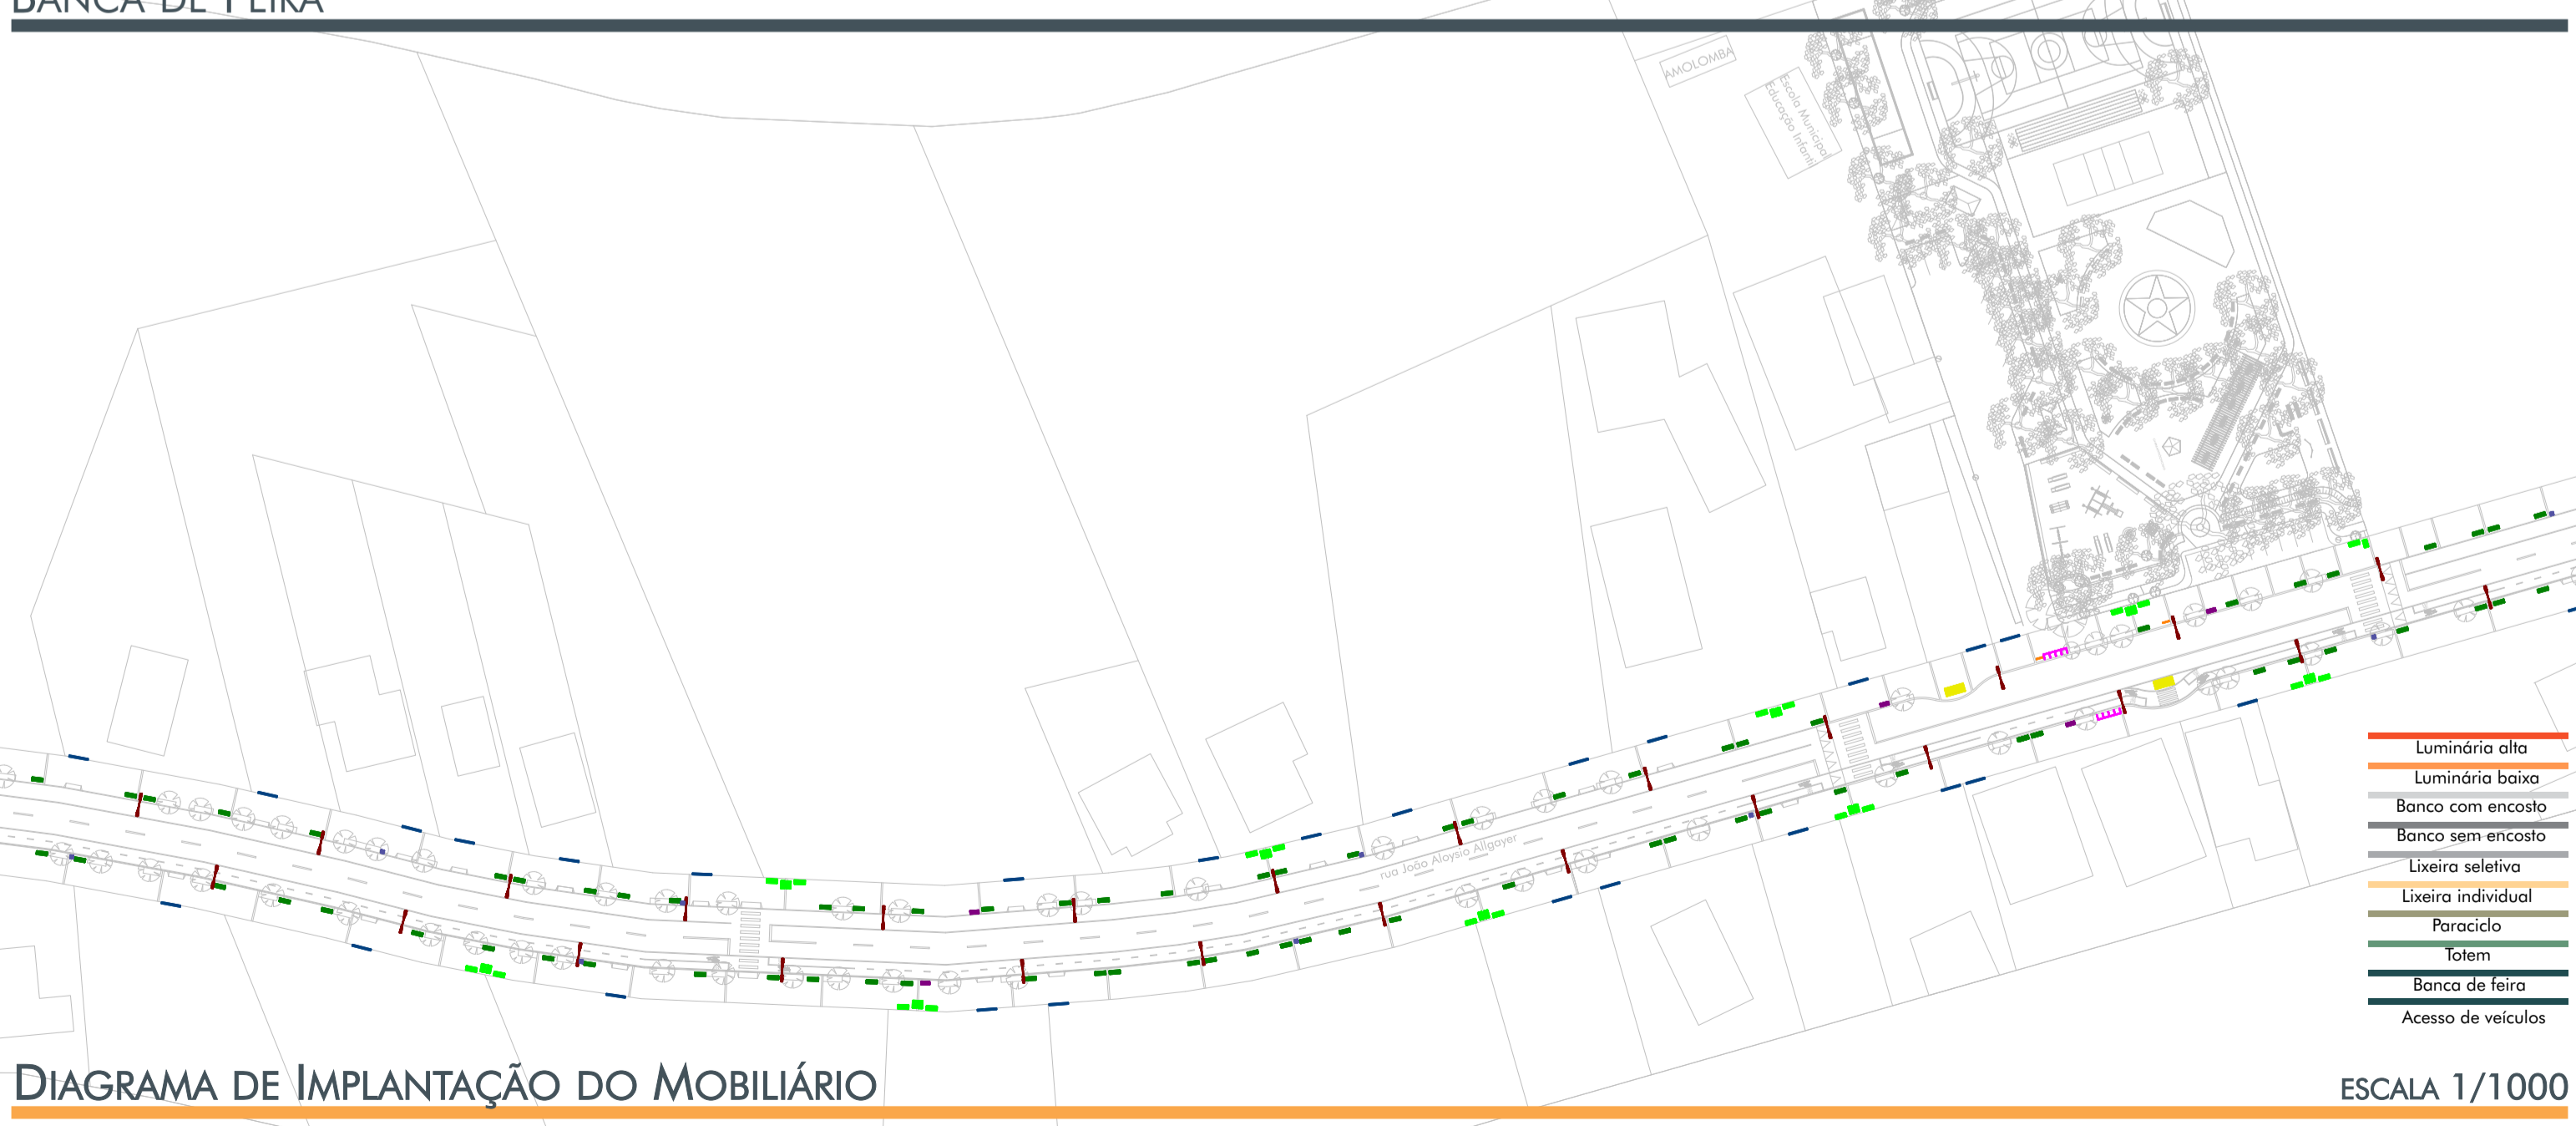 BANCA DE FEIRA
AMOLOMBA
Escola Municipal
Educação Infanti
rua João Aloysio Allgayer
Luminária alta
Luminária baixa
Banco com encosto
Banco sem encosto
Lixeira seletiva
Lixeira individual
Paraciclo
Totem
Banca de feira
Acesso de veículos
DIAGRAMA DE IMPLANTAÇÃO DO MOBILIÁRIO
ESCALA 1/1000